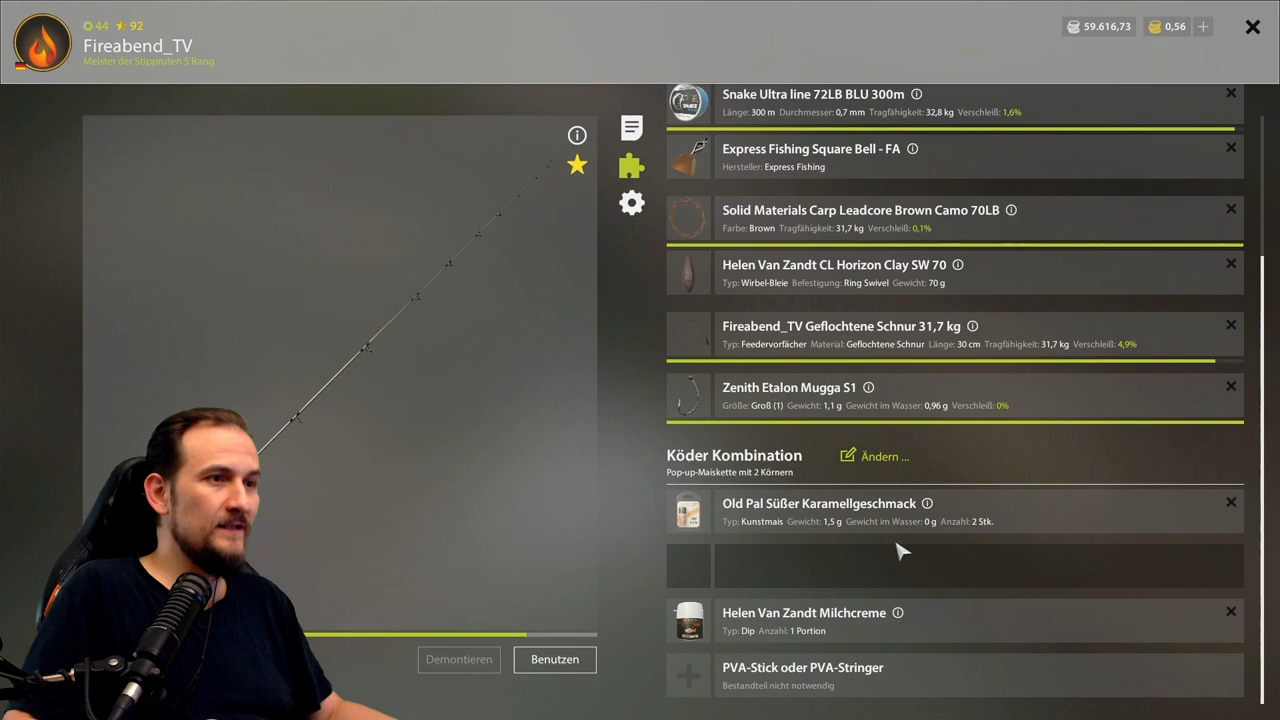 44 92
Fireabend_TV
Meister der Stippruten 5 Rang
59.616,73
0,56
Snake Ultra line 72LB BLU 300m
Länge: 300 m Durchmesser: 0,7 mm Tragfähigkeit: 32,8 kg Verschleiß: 1,6%
Express Fishing Square Bell - FA
Hersteller: Express Fishing
Solid Materials Carp Leadcore Brown Camo 70LB
Farbe: Brown Tragfähigkeit: 31,7 kg Verschleiß: 0,1%
Helen Van Zandt CL Horizon Clay SW 70
Typ: Wirbel-Bleie Befestigung: Ring Swivel Gewicht: 70 g
Fireabend_TV Geflochtene Schnur 31,7 kg
Typ: Feedervorfächer Material: Geflochtene Schnur Länge: 30 cm Tragfähigkeit: 31,7 kg Verschleiß: 4,9%
Zenith Etalon Mugga S1
Größe: Groß (1) Gewicht: 1,1 g Gewicht im Wasser: 0,96 g Verschleiß: 0%
Köder Kombination
Ändern ...
Pop-up-Maiskette mit 2 Körnern
Old Pal Süßer Karamellgeschmack
Typ: Kunstmais Gewicht: 1,5 g Gewicht im Wasser: 0 g Anzahl: 2 Stk.
Helen Van Zandt Milchcreme
Typ: Dip Anzahl: 1 Portion
PVA-Stick oder PVA-Stringer
Bestandteil nicht notwendig
Demontieren
Benutzen